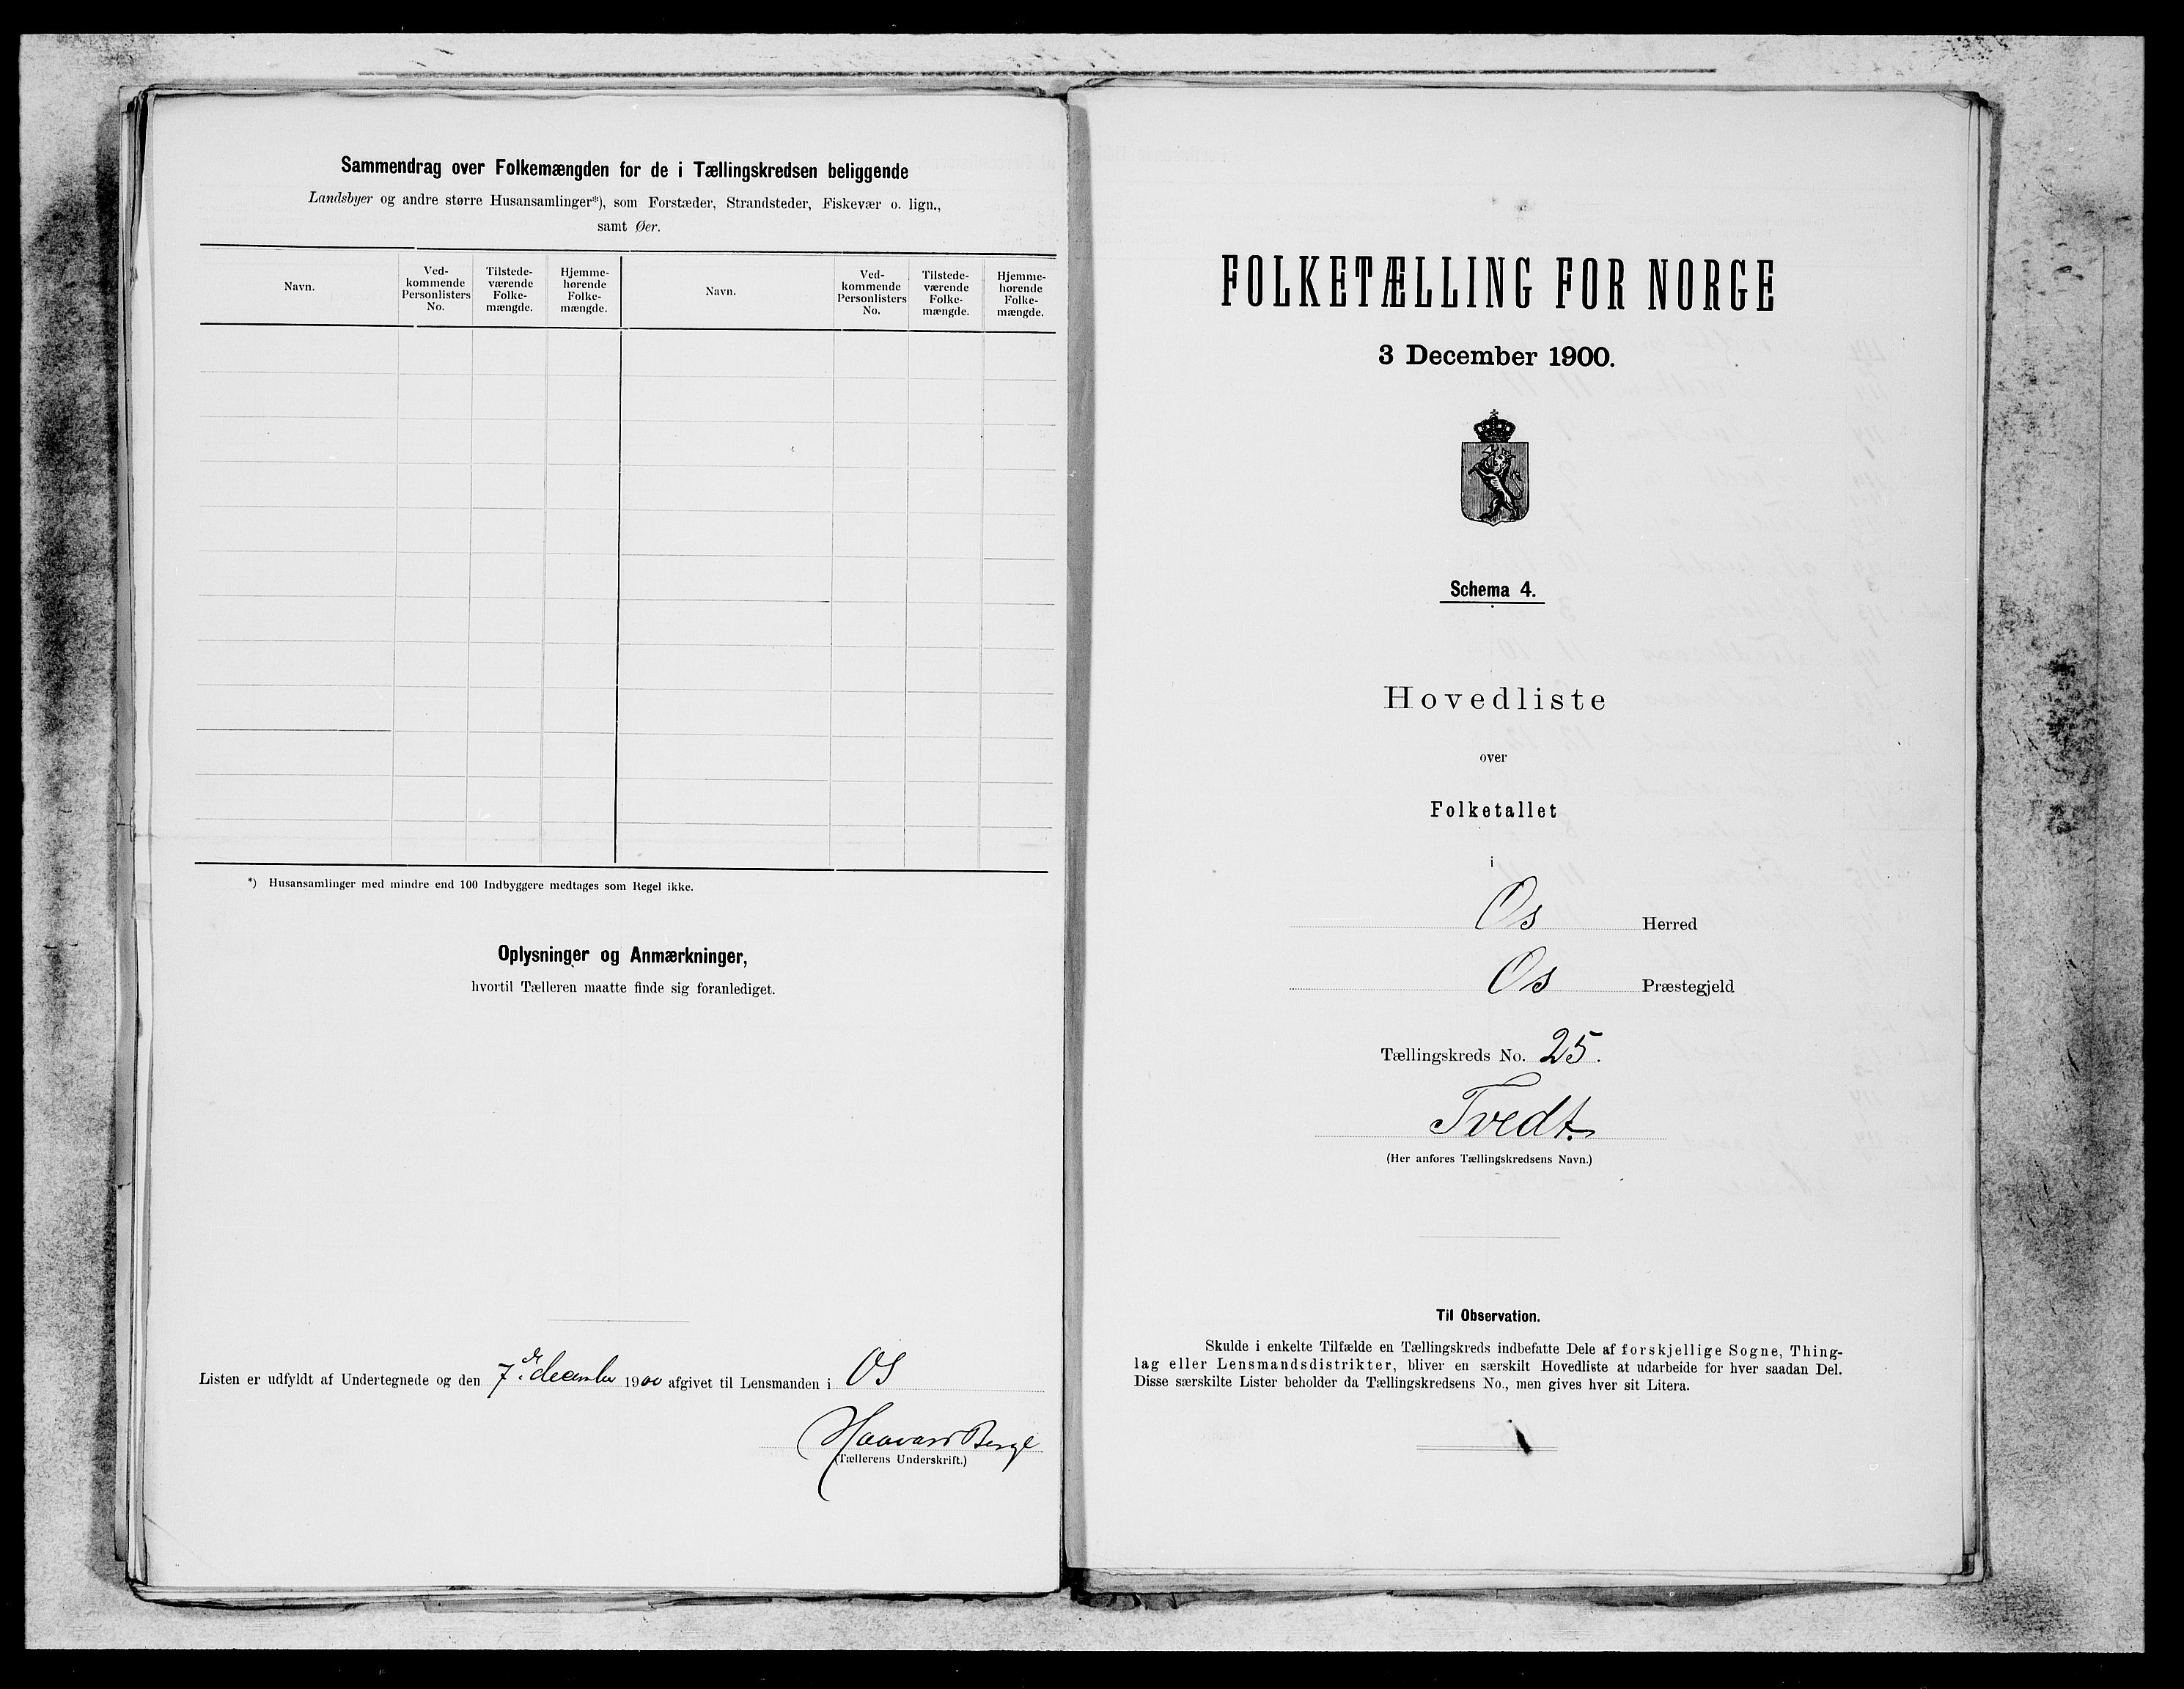 Sammendrag over Folkemængden for de i Tællingskredsen beliggende
Landsbyer og andre større Husansamlinger*), som Forstæder, Strandsteder, Fiskevær o. lign.,
samt Øer.
Navn.
Ved-
kommende
Personlisters
No.
Tilstede-
værende
Folke-
mængde.
Hjemme-
hørende
Folke-
mængde.
Navn.
Ved-
kommende
Personlisters
No.
Tilstede-
værende
Folke-
mængde.
Hjemme-
hørende
Folke-
mængde.
*) Husansamlinger med mindre end 100 Indbyggere medtages som Regel ikke.
Oplysninger og Anmærkninger,
hvortil Tælleren maatte finde sig foranlediget.
Listen er udfyldt af Undertegnede og den 7de december 1900 afgivet til Lensmanden i Os
Haavard Berge
(Tællerens Underskrift.)
FOLKETÆLLING FOR NORGE
3 December 1900.
Schema 4.
Hovedliste
over
Folketallet
i
Os Herred
Os Præstegjeld
Tællingskreds No. 25.
Tvedt.
(Her anføres Tællingskredsens Navn.)
Til Observation.
Skulde i enkelte Tilfælde en Tællingskreds indbefatte Dele af forskjellige Sogne, Thing-
lag eller Lensmandsdistrikter, bliver en særskilt Hovedliste at udarbeide for hver saadan Del.
Disse særskilte Lister beholder da Tællingskredsens No., men gives hver sit Litera.